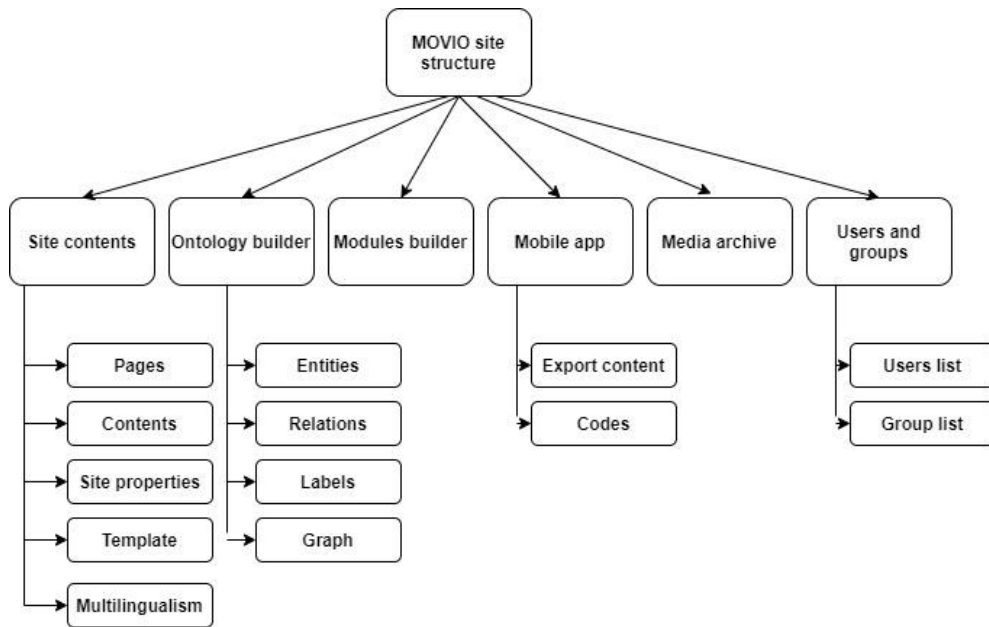 MOVIO site
structure
Site contents
Ontology builder
Modules builder
Mobile app
Media archive
Users and
groups
Pages
Contents
Site properties
Template
Multilingualism
Entities
Relations
Labels
Graph
Export content
Codes
Users list
Group list